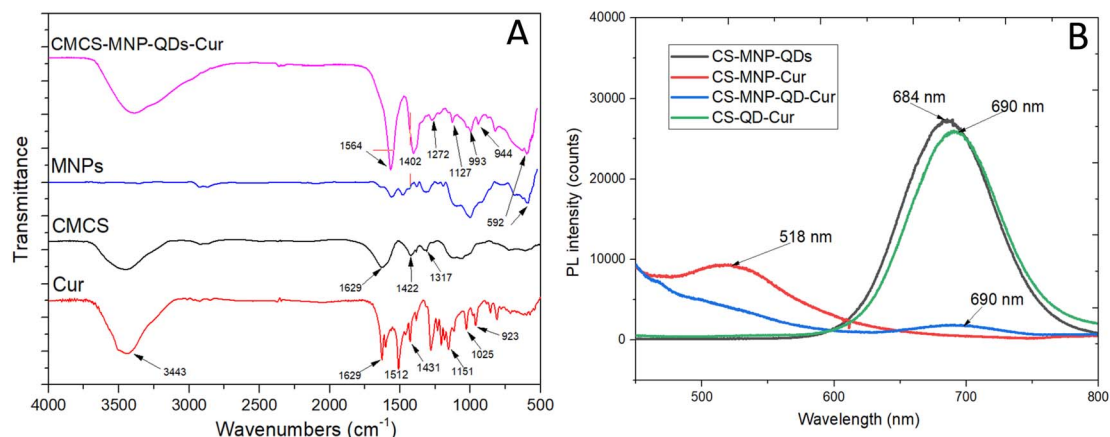 A
CMCS-MNP-QDs-Cur
1564
1402
1272
1127
993
944
MNPs
592
CMCS
1629
1422
1317
Cur
3443
1629
1512
1431
1151
1025
923
Transmittance
4000 3500 3000 2500 2000 1500 1000 500
Wavenumbers (cm⁻¹)
B
40000
30000
20000
10000
0
PL intensity (counts)
CS-MNP-QDs
CS-MNP-Cur
CS-MNP-QD-Cur
CS-QD-Cur
684 nm
690 nm
518 nm
690 nm
500 600 700 800
Wavelength (nm)